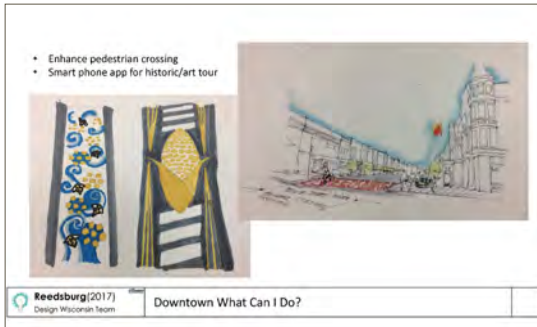 • Enhance pedestrian crossing
• Smart phone app for historic/art tour
Reedsburg(2017)
Design Wisconsin Team
Downtown What Can I Do?